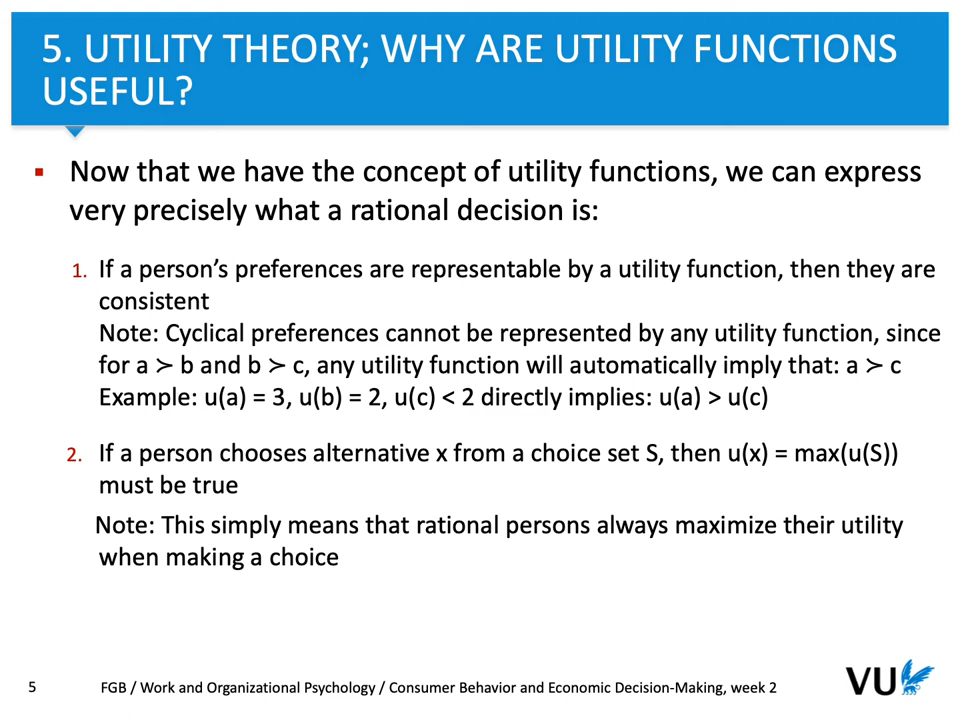 5. UTILITY THEORY; WHY ARE UTILITY FUNCTIONS
USEFUL?
▪ Now that we have the concept of utility functions, we can express
very precisely what a rational decision is:
1. If a person’s preferences are representable by a utility function, then they are
consistent
Note: Cyclical preferences cannot be represented by any utility function, since
for a ≻ b and b ≻ c, any utility function will automatically imply that: a ≻ c
Example: u(a) = 3, u(b) = 2, u(c) < 2 directly implies: u(a) > u(c)
2. If a person chooses alternative x from a choice set S, then u(x) = max(u(S))
must be true
Note: This simply means that rational persons always maximize their utility
when making a choice
5 FGB / Work and Organizational Psychology / Consumer Behavior and Economic Decision-Making, week 2
VU